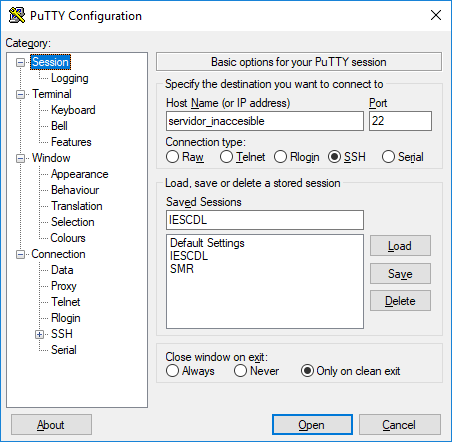 PuTTY Configuration
Category:
Session
Logging
Terminal
Keyboard
Bell
Features
Window
Appearance
Behaviour
Translation
Selection
Colours
Connection
Data
Proxy
Telnet
Rlogin
SSH
Serial
Basic options for your PuTTY session
Specify the destination you want to connect to
Host Name (or IP address) Port
servidor_inaccesible 22
Connection type:
Raw Telnet Rlogin SSH Serial
Load, save or delete a stored session
Saved Sessions
IESCDL
Default Settings
IESCDL
SMR
Load
Save
Delete
Close window on exit:
Always Never Only on clean exit
About Open Cancel